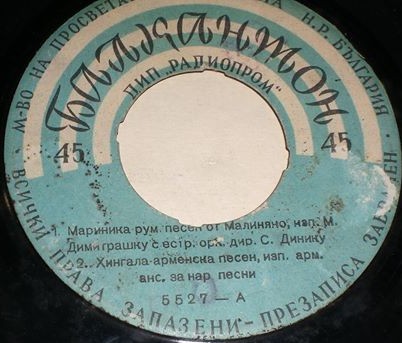 М-ВО НА ПРОСВЕТА НА Н.Р.БЪЛГАРИЯ
БАЛКАНТОН
ДИП „РАДИОПРОМ“
45 45
1. Мариника рум. песен от Малиняно, изп. М.
Димитрашку с естр. орк. дир. С. Динику
2. Хингала-арменска песен, изп. арм.
анс. за нар. песни
5527 – А
ВСИЧКИ ПРАВА ЗАПАЗЕНИ-ПРЕЗАПИСА ЗАБРАНЕН